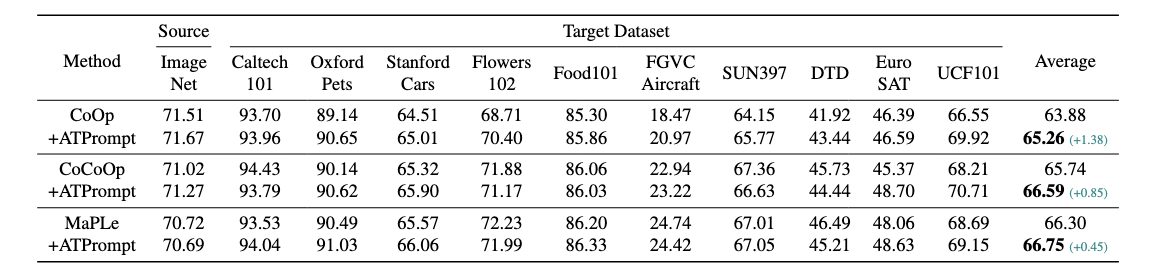 Source Target Dataset
Method Image Net Caltech 101 Oxford Pets Stanford Cars Flowers 102 Food101 FGVC Aircraft SUN397 DTD Euro SAT UCF101 Average
CoOp 71.51 93.70 89.14 64.51 68.71 85.30 18.47 64.15 41.92 46.39 66.55 63.88
+ATPrompt 71.67 93.96 90.65 65.01 70.40 85.86 20.97 65.77 43.44 46.59 69.92 65.26 (+1.38)
CoCoOp 71.02 94.43 90.14 65.32 71.88 86.06 22.94 67.36 45.73 45.37 68.21 65.74
+ATPrompt 71.27 93.79 90.62 65.90 71.17 86.03 23.22 66.63 44.44 48.70 70.71 66.59 (+0.85)
MaPLe 70.72 93.53 90.49 65.57 72.23 86.20 24.74 67.01 46.49 48.06 68.69 66.30
+ATPrompt 70.69 94.04 91.03 66.06 71.99 86.33 24.42 67.05 45.21 48.63 69.15 66.75 (+0.45)